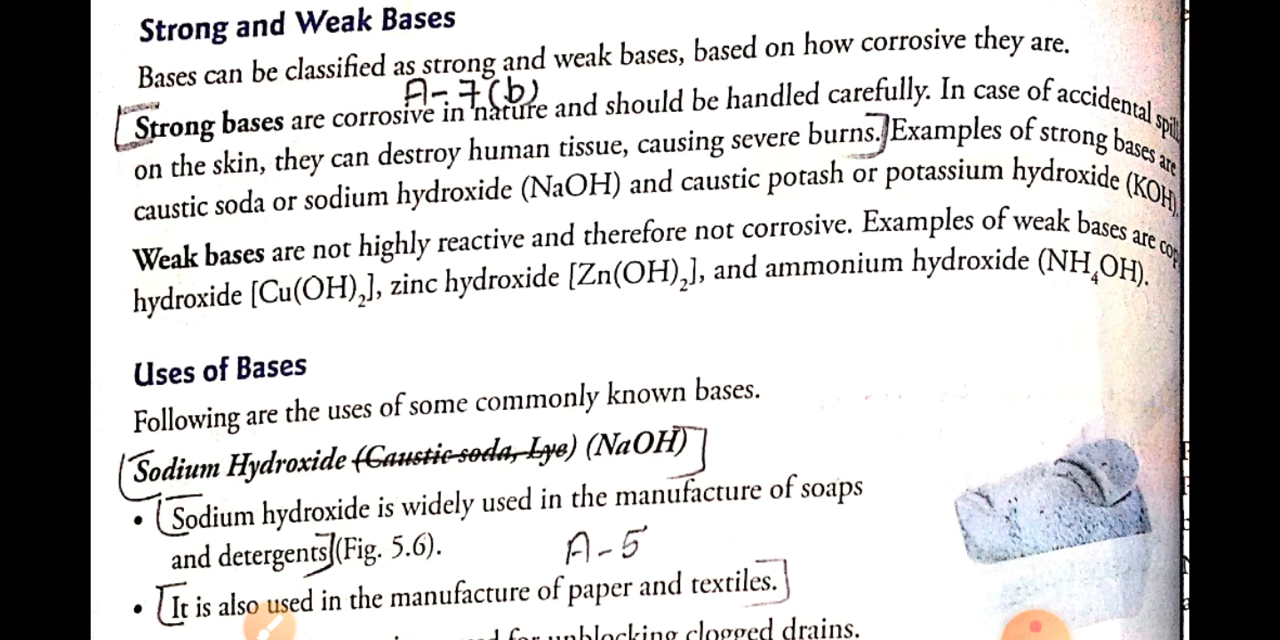 Strong and Weak Bases
Bases can be classified as strong and weak bases, based on how corrosive they are.
A-7(b)
Strong bases are corrosive in nature and should be handled carefully. In case of accidental
on the skin, they can destroy human tissue, causing severe burns. Examples of strong bases are
caustic soda or sodium hydroxide (NaOH) and caustic potash or potassium hydroxide (KOH)
Weak bases are not highly reactive and therefore not corrosive. Examples of weak bases are
hydroxide [Cu(OH)₂], zinc hydroxide [Zn(OH)₂], and ammonium hydroxide (NH₄OH).
Uses of Bases
Following are the uses of some commonly known bases.
Sodium Hydroxide (Caustic soda, Lye) (NaOH)
• Sodium hydroxide is widely used in the manufacture of soaps
and detergents (Fig. 5.6).
A-5
• It is also used in the manufacture of paper and textiles.
for unblocking clogged drains.